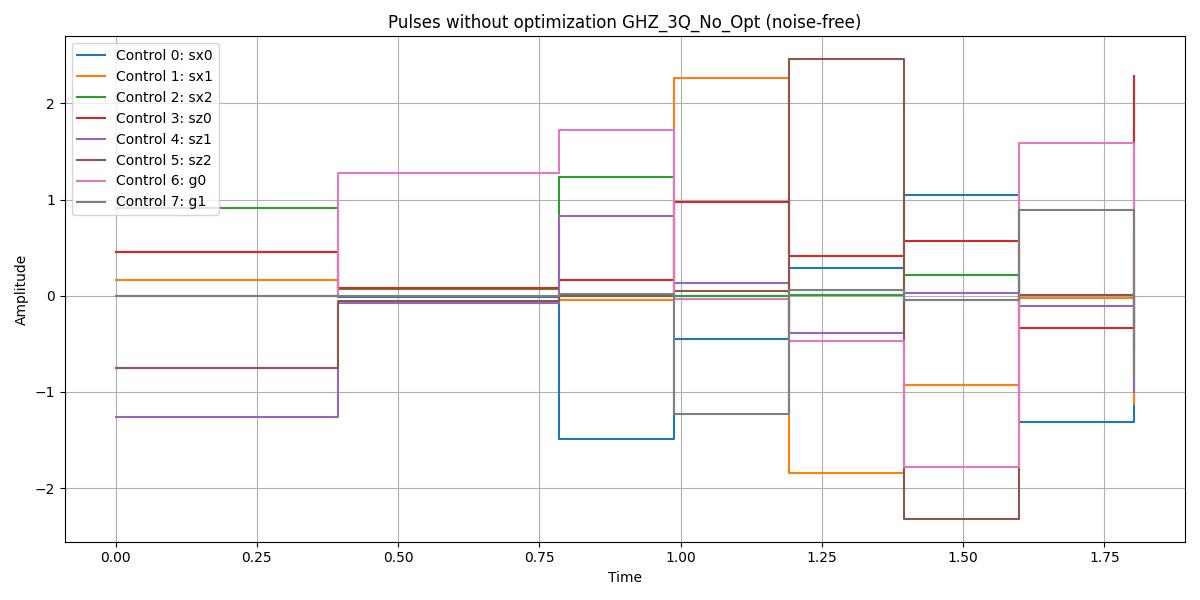 Pulses without optimization GHZ_3Q_No_Opt (noise-free)
Control 0: sx0
Control 1: sx1
Control 2: sx2
Control 3: sz0
Control 4: sz1
Control 5: sz2
Control 6: g0
Control 7: g1
Amplitude
2
1
0
−1
−2
0.00 0.25 0.50 0.75 1.00 1.25 1.50 1.75
Time